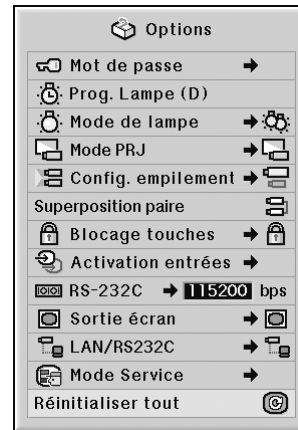 Options
Mot de passe
Prog. Lampe (D)
Mode de lampe
Mode PRJ
Config. empilement
Superposition paire
Blocage touches
Activation entrées
RS-232C 115200 bps
Sortie écran
LAN/RS232C
Mode Service
Réinitialiser tout